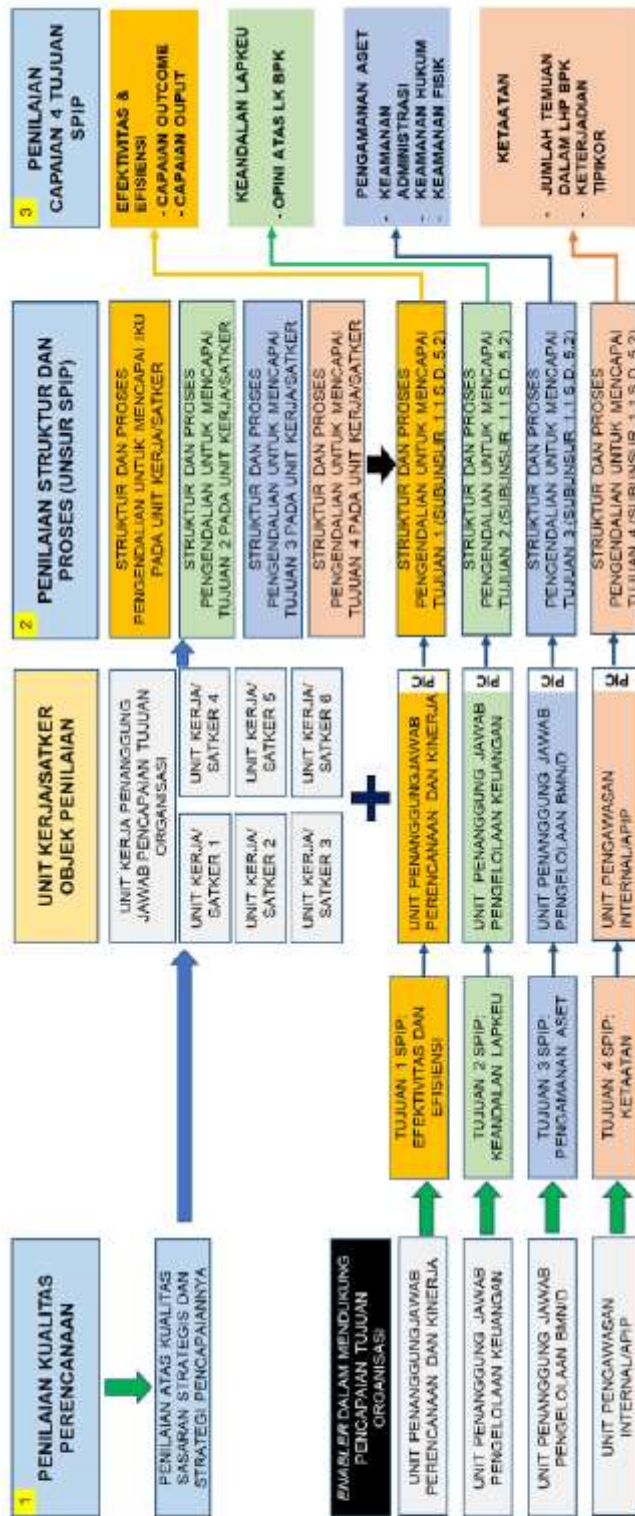 1
PENILAIAN KUALITAS
PERENCANAAN
PENILAIAN ATAS KUALITAS
SASARAN STRATEGIS DAN
STRATEGI PENCAPAIANNYA
ENABLER DALAM MENDUKUNG
PENCAPAIAN TUJUAN
ORGANISASI
UNIT PENANGGUNGJAWAB
PERENCANAAN DAN KINERJA
UNIT PENANGGUNG JAWAB
PENGELOLAAN KEUANGAN
UNIT PENANGGUNG JAWAB
PENGELOLAAN BMN/D
UNIT PENGAWASAN
INTERNAL/APIP
TUJUAN 1 SPIP:
EFEKTIVITAS DAN
EFISIENSI
TUJUAN 2 SPIP:
KEANDALAN LAPKEU
TUJUAN 3 SPIP:
PENGAMANAN ASET
TUJUAN 4 SPIP:
KETAATAN
UNIT KERJA/SATKER
OBJEK PENILAIAN
UNIT KERJA PENANGGUNG
JAWAB PENCAPAIAN TUJUAN
ORGANISASI
UNIT KERJA/
SATKER 1
UNIT KERJA/
SATKER 4
UNIT KERJA/
SATKER 2
UNIT KERJA/
SATKER 5
UNIT KERJA/
SATKER 3
UNIT KERJA/
SATKER 6
UNIT PENANGGUNGJAWAB
PERENCANAAN DAN KINERJA
PIC
UNIT PENANGGUNG JAWAB
PENGELOLAAN KEUANGAN
PIC
UNIT PENANGGUNG JAWAB
PENGELOLAAN BMN/D
PIC
UNIT PENGAWASAN
INTERNAL/APIP
PIC
2
PENILAIAN STRUKTUR DAN
PROSES (UNSUR SPIP)
STRUKTUR DAN PROSES
PENGENDALIAN UNTUK MENCAPAI IKU
PADA UNIT KERJA/SATKER
STRUKTUR DAN PROSES
PENGENDALIAN UNTUK MENCAPAI
TUJUAN 2 PADA UNIT KERJA/SATKER
STRUKTUR DAN PROSES
PENGENDALIAN UNTUK MENCAPAI
TUJUAN 3 PADA UNIT KERJA/SATKER
STRUKTUR DAN PROSES
PENGENDALIAN UNTUK MENCAPAI
TUJUAN 4 PADA UNIT KERJA/SATKER
STRUKTUR DAN PROSES
PENGENDALIAN UNTUK MENCAPAI
TUJUAN 1 (SUBUNSUR 1.1 S.D. 5.2)
STRUKTUR DAN PROSES
PENGENDALIAN UNTUK MENCAPAI
TUJUAN 2 (SUBUNSUR 1.1 S.D. 5.2)
STRUKTUR DAN PROSES
PENGENDALIAN UNTUK MENCAPAI
TUJUAN 3 (SUBUNSUR 1.1 S.D. 5.2)
STRUKTUR DAN PROSES
PENGENDALIAN UNTUK MENCAPAI
TUJUAN 4 (SUBUNSUR 1.1 S.D. 5.2)
3
PENILAIAN
CAPAIAN 4 TUJUAN
SPIP
EFEKTIVITAS &
EFISIENSI
- CAPAIAN OUTCOME
- CAPAIAN OUPUT
KEANDALAN LAPKEU
- OPINI ATAS LK BPK
PENGAMANAN ASET
- KEAMANAN
ADMINISTRASI
- KEAMANAN HUKUM
- KEAMANAN FISIK
KETAATAN
- JUMLAH TEMUAN
DALAM LHP BPK
- KETERJADIAN
TIPIKOR